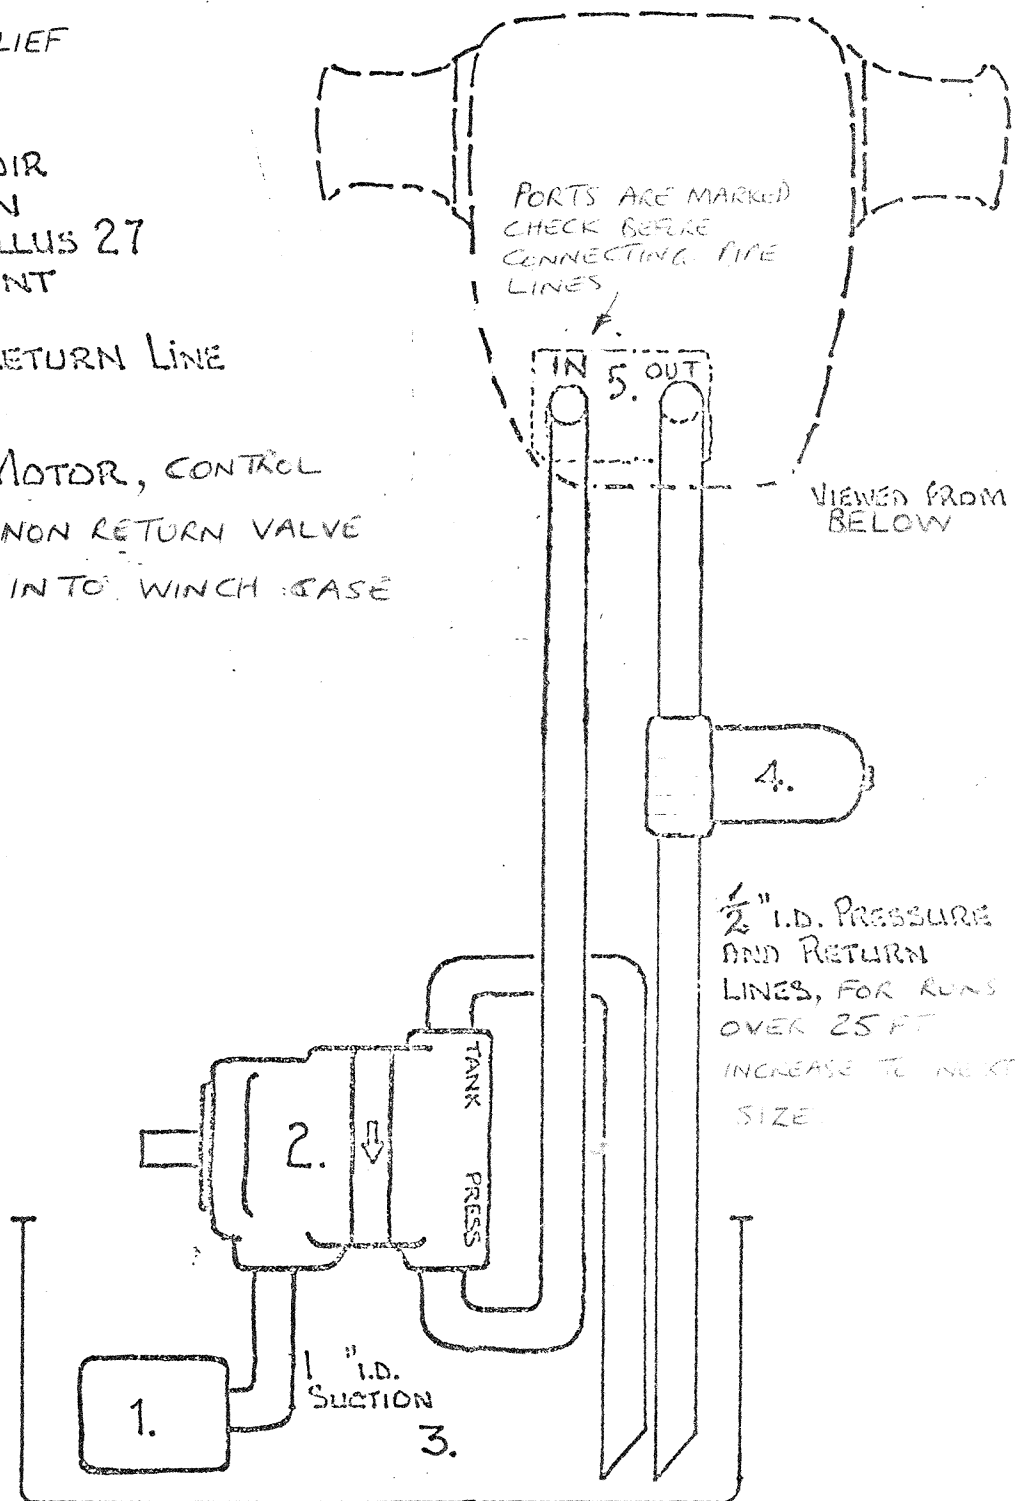 LIEF
OIR
N
LLUS 27
NT
RETURN LINE
MOTOR, CONTROL
NON RETURN VALVE
INTO WINCH CASE
PORTS ARE MARKED
CHECK BEFORE
CONNECTING PIPE
LINES
IN 5. OUT
VIEWED FROM
BELOW
4.
1/2" I.D. PRESSURE
AND RETURN
LINES, FOR RUNS
OVER 25 FT
INCREASE TO NEXT
SIZE
TANK
PRESS
2.
1" I.D.
SUCTION
1.
3.